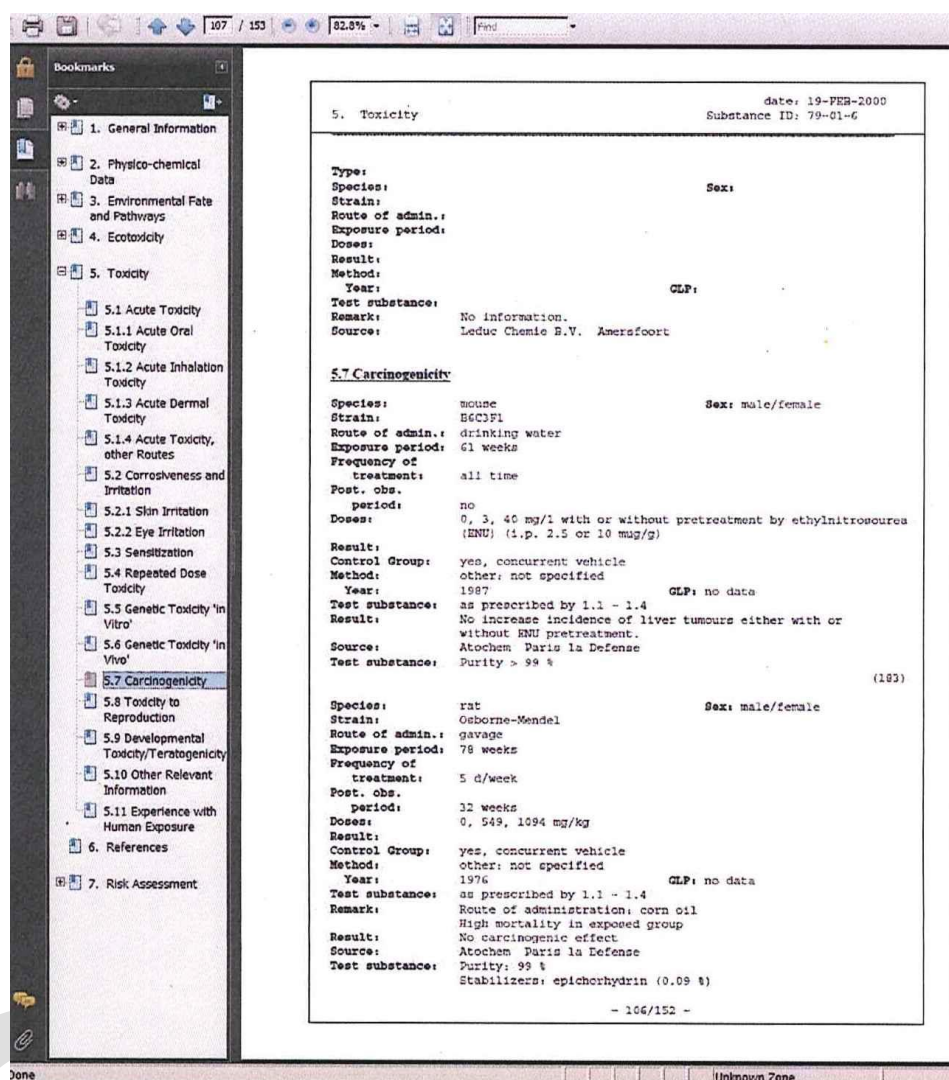 107 / 153
82.8%
Find
Bookmarks
1. General Information
2. Physico-chemical
Data
3. Environmental Fate
and Pathways
4. Ecotoxicity
5. Toxicity
5.1 Acute Toxicity
5.1.1 Acute Oral
Toxicity
5.1.2 Acute Inhalation
Toxicity
5.1.3 Acute Dermal
Toxicity
5.1.4 Acute Toxicity,
other Routes
5.2 Corrosiveness and
Irritation
5.2.1 Skin Irritation
5.2.2 Eye Irritation
5.3 Sensitization
5.4 Repeated Dose
Toxicity
5.5 Genetic Toxicity 'in
Vitro'
5.6 Genetic Toxicity 'in
Vivo'
5.7 Carcinogenicity
5.8 Toxicity to
Reproduction
5.9 Developmental
Toxicity/Teratogenicity
5.10 Other Relevant
Information
5.11 Experience with
Human Exposure
6. References
7. Risk Assessment
date: 19-FEB-2000
5. Toxicity Substance ID: 79-01-6
Type:
Species: Sex:
Strain:
Route of admin.:
Exposure period:
Doses:
Result:
Method:
Year: GLP:
Test substance:
Remark: No information.
Source: Leduc Chemie B.V. Amersfoort
5.7 Carcinogenicity
Species: mouse Sex: male/female
Strain: B6C3F1
Route of admin.: drinking water
Exposure period: 61 weeks
Frequency of
treatment: all time
Post. obs.
period: no
Doses: 0, 3, 40 mg/l with or without pretreatment by ethylnitrosourea
(ENU) (i.p. 2.5 or 10 mug/g)
Result:
Control Group: yes, concurrent vehicle
Method: other: not specified
Year: 1987 GLP: no data
Test substance: as prescribed by 1.1 - 1.4
Result: No increase incidence of liver tumours either with or
without ENU pretreatment.
Source: Atochem Paris la Defense
Test substance: Purity > 99 %
(183)
Species: rat Sex: male/female
Strain: Osborne-Mendel
Route of admin.: gavage
Exposure period: 78 weeks
Frequency of
treatment: 5 d/week
Post. obs.
period: 32 weeks
Doses: 0, 549, 1094 mg/kg
Result:
Control Group: yes, concurrent vehicle
Method: other: not specified
Year: 1976 GLP: no data
Test substance: as prescribed by 1.1 - 1.4
Remark: Route of administration: corn oil
High mortality in exposed group
Result: No carcinogenic effect
Source: Atochem Paris la Defense
Test substance: Purity: 99 %
Stabilizers: epichorhydrin (0.09 %)
- 106/152 -
Done
Unknown Zone